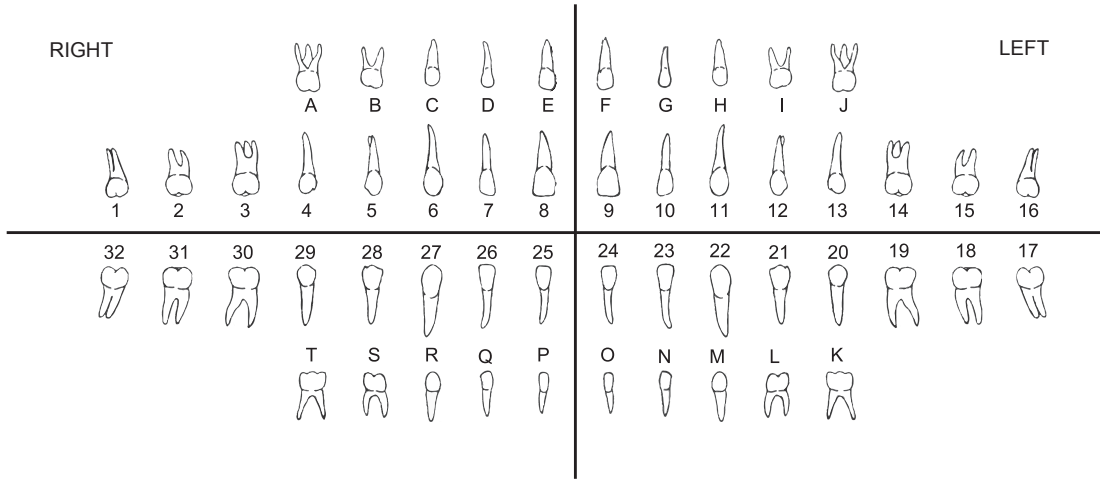 RIGHT LEFT
A B C D E F G H I J
1 2 3 4 5 6 7 8 9 10 11 12 13 14 15 16
32 31 30 29 28 27 26 25 24 23 22 21 20 19 18 17
T S R Q P O N M L K